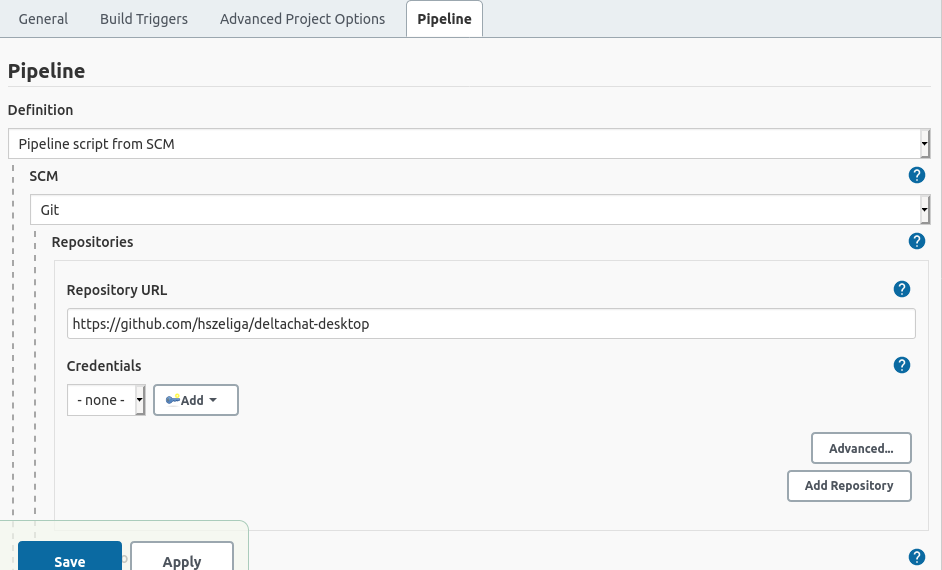 General Build Triggers Advanced Project Options Pipeline
Pipeline
Definition
Pipeline script from SCM
SCM
?
Git
Repositories
?
Repository URL
?
https://github.com/hszeliga/deltachat-desktop
Credentials
?
- none - Add
Advanced...
Add Repository
Save Apply
?